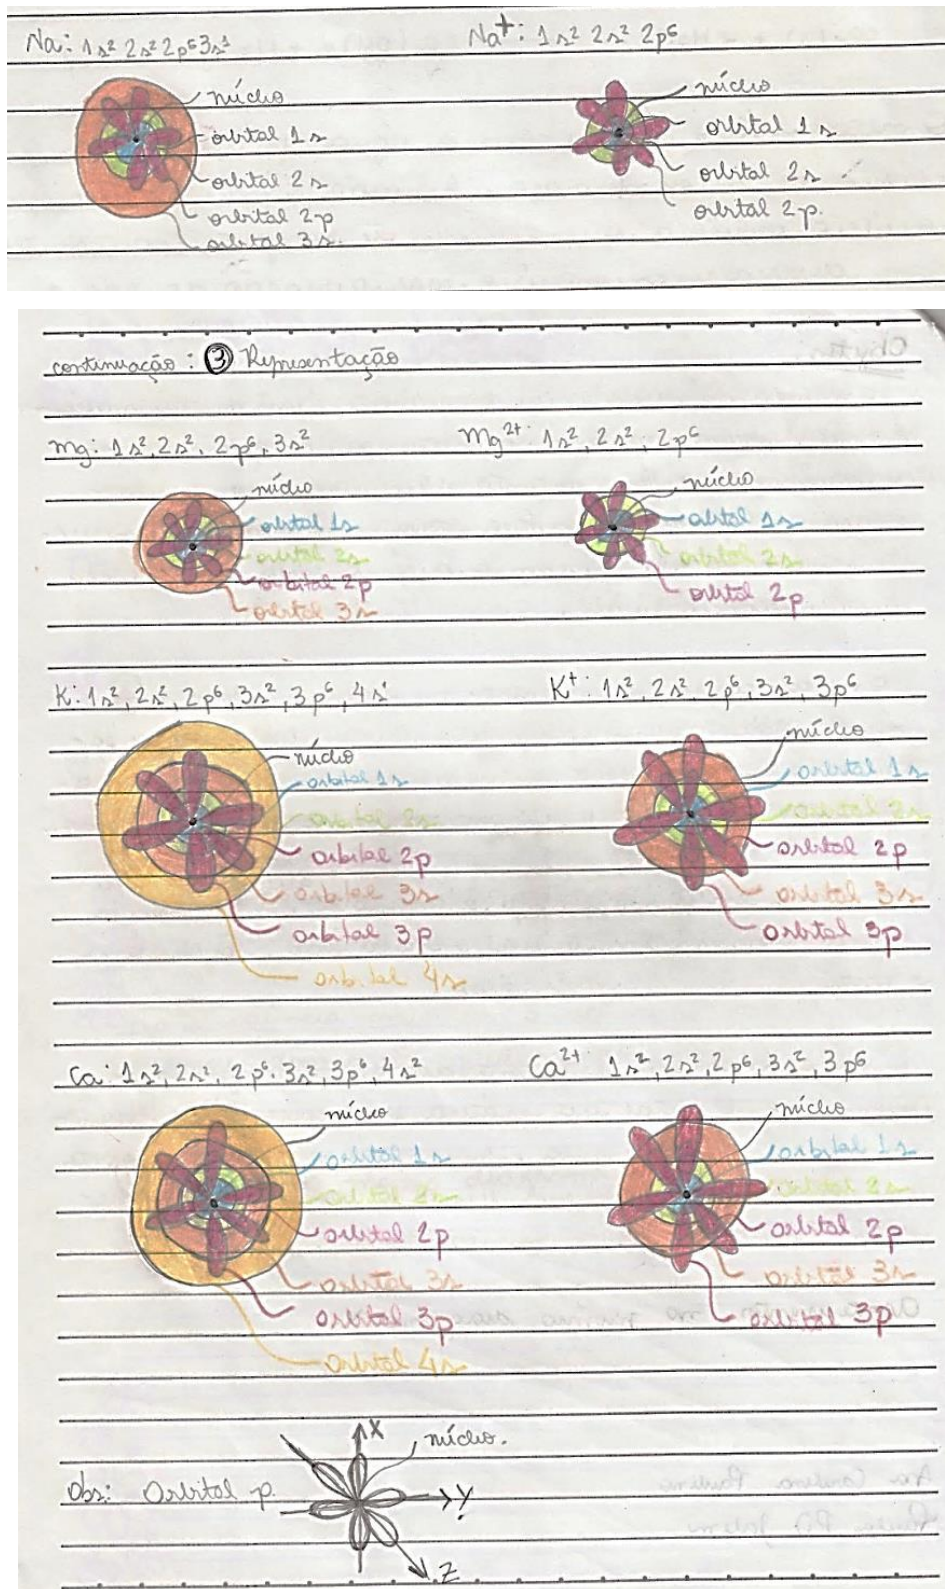 Na: 1s² 2s² 2p⁶ 3s¹
Na⁺: 1s² 2s² 2p⁶
núcleo
orbital 1s
orbital 2s
orbital 2p
orbital 3s.
núcleo
orbital 1s
orbital 2s
orbital 2p.
continuação: ③ Representação
Mg: 1s², 2s², 2p⁶, 3s²
Mg²⁺: 1s², 2s², 2p⁶
núcleo
orbital 1s
orbital 2s
orbital 2p
orbital 3s
núcleo
orbital 1s
orbital 2s
orbital 2p
K: 1s², 2s², 2p⁶, 3s², 3p⁶, 4s¹
K⁺: 1s², 2s², 2p⁶, 3s², 3p⁶
núcleo
orbital 1s
orbital 2s
orbital 2p
orbital 3s
orbital 3p
orbital 4s
núcleo
orbital 1s
orbital 2s
orbital 2p
orbital 3s
orbital 3p
Ca: 1s², 2s², 2p⁶, 3s², 3p⁶, 4s²
Ca²⁺: 1s², 2s², 2p⁶, 3s², 3p⁶
núcleo
orbital 1s
orbital 2s
orbital 2p
orbital 3s
orbital 3p
orbital 4s
núcleo
orbital 1s
orbital 2s
orbital 2p
orbital 3s
orbital 3p
Obs: Orbital p.
X
núcleo.
Y
Z